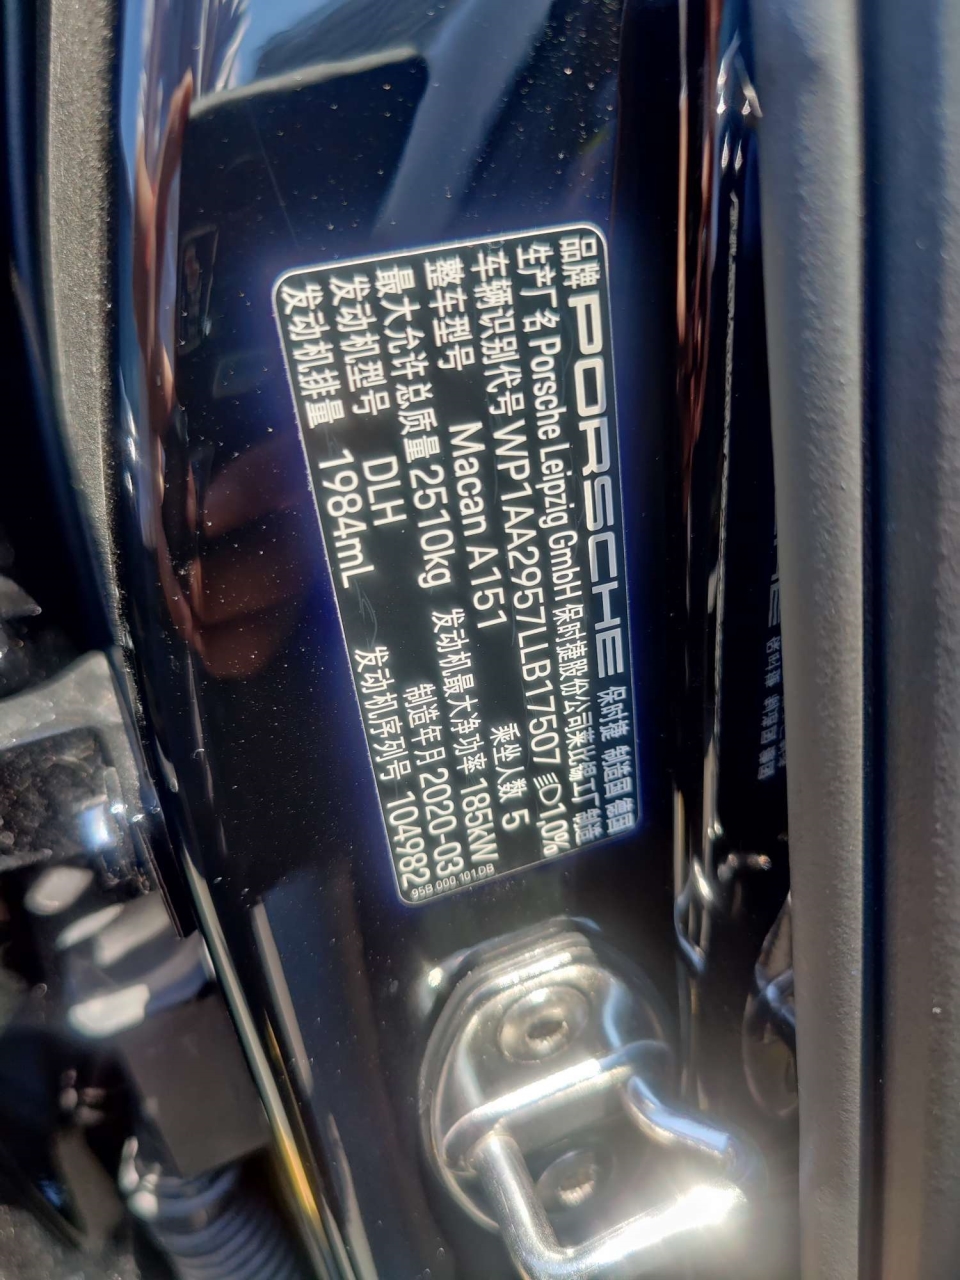 品牌 PORSCHE 保时捷 制造国 德国
生产厂名 Porsche Leipzig GmbH 保时捷股份公司莱比锡工厂 制造
车辆识别代号 WP1AA2957LLB17507 10%
整车型号 Macan A151 乘坐人数 5
最大允许总质量 2510kg 发动机最大净功率 185kW
发动机型号 DLH 制造年月 2020-03
发动机排量 1984mL 发动机序列号 104982
95B.000.101.DB